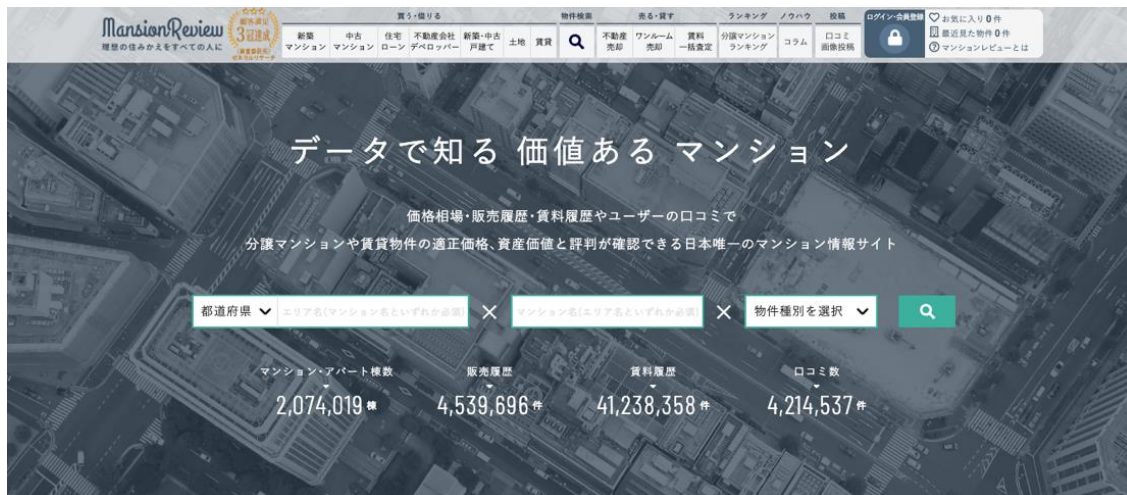 MansionReview
理想の住みかえをすべての人に
顧客満足
3冠達成
ゼネラルリサーチ
買う・借りる
新築
マンション
中古
マンション
住宅
ローン
不動産会社
デベロッパー
新築・中古
戸建て
土地
賃貸
物件検索
売る・貸す
不動産
売却
ワンルーム
売却
賃料
一括査定
ランキング
分譲マンション
ランキング
ノウハウ
コラム
投稿
口コミ
画像投稿
ログイン・会員登録
お気に入り0件
最近見た物件0件
マンションレビューとは
データで知る 価値ある マンション
価格相場・販売履歴・賃料履歴やユーザーの口コミで
分譲マンションや賃貸物件の適正価格、資産価値と評判が確認できる日本唯一のマンション情報サイト
都道府県
エリア名(マンション名といずれか必須)
×
マンション名(エリア名といずれか必須)
×
物件種別を選択
マンション・アパート棟数
2,074,019棟
販売履歴
4,539,696件
賃料履歴
41,238,358件
口コミ数
4,214,537件